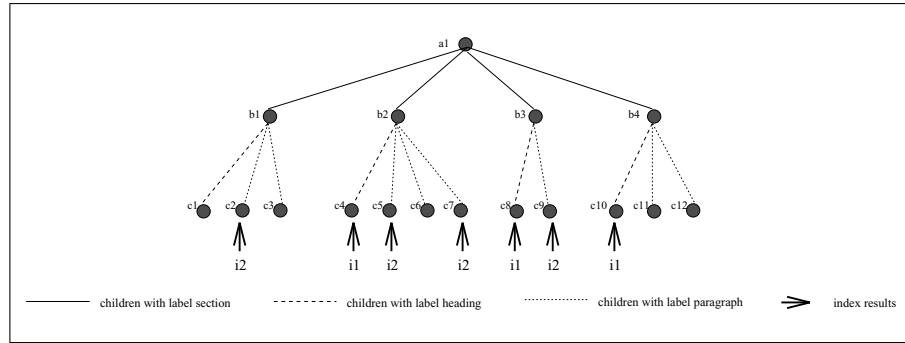 a1
b1 b2 b3 b4
c1 c2 c3 c4 c5 c6 c7 c8 c9 c10 c11 c12
i2 i1 i2 i2 i1 i2 i1
children with label section children with label heading children with label paragraph index results